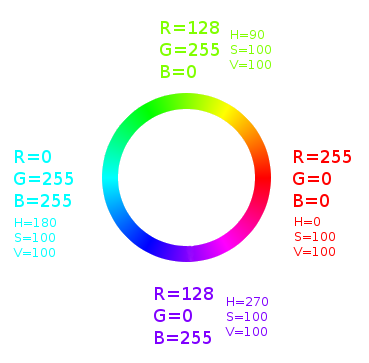 R=128
G=255
B=0
H=90
S=100
V=100
R=0
G=255
B=255
H=180
S=100
V=100
R=255
G=0
B=0
H=0
S=100
V=100
R=128
G=0
B=255
H=270
S=100
V=100